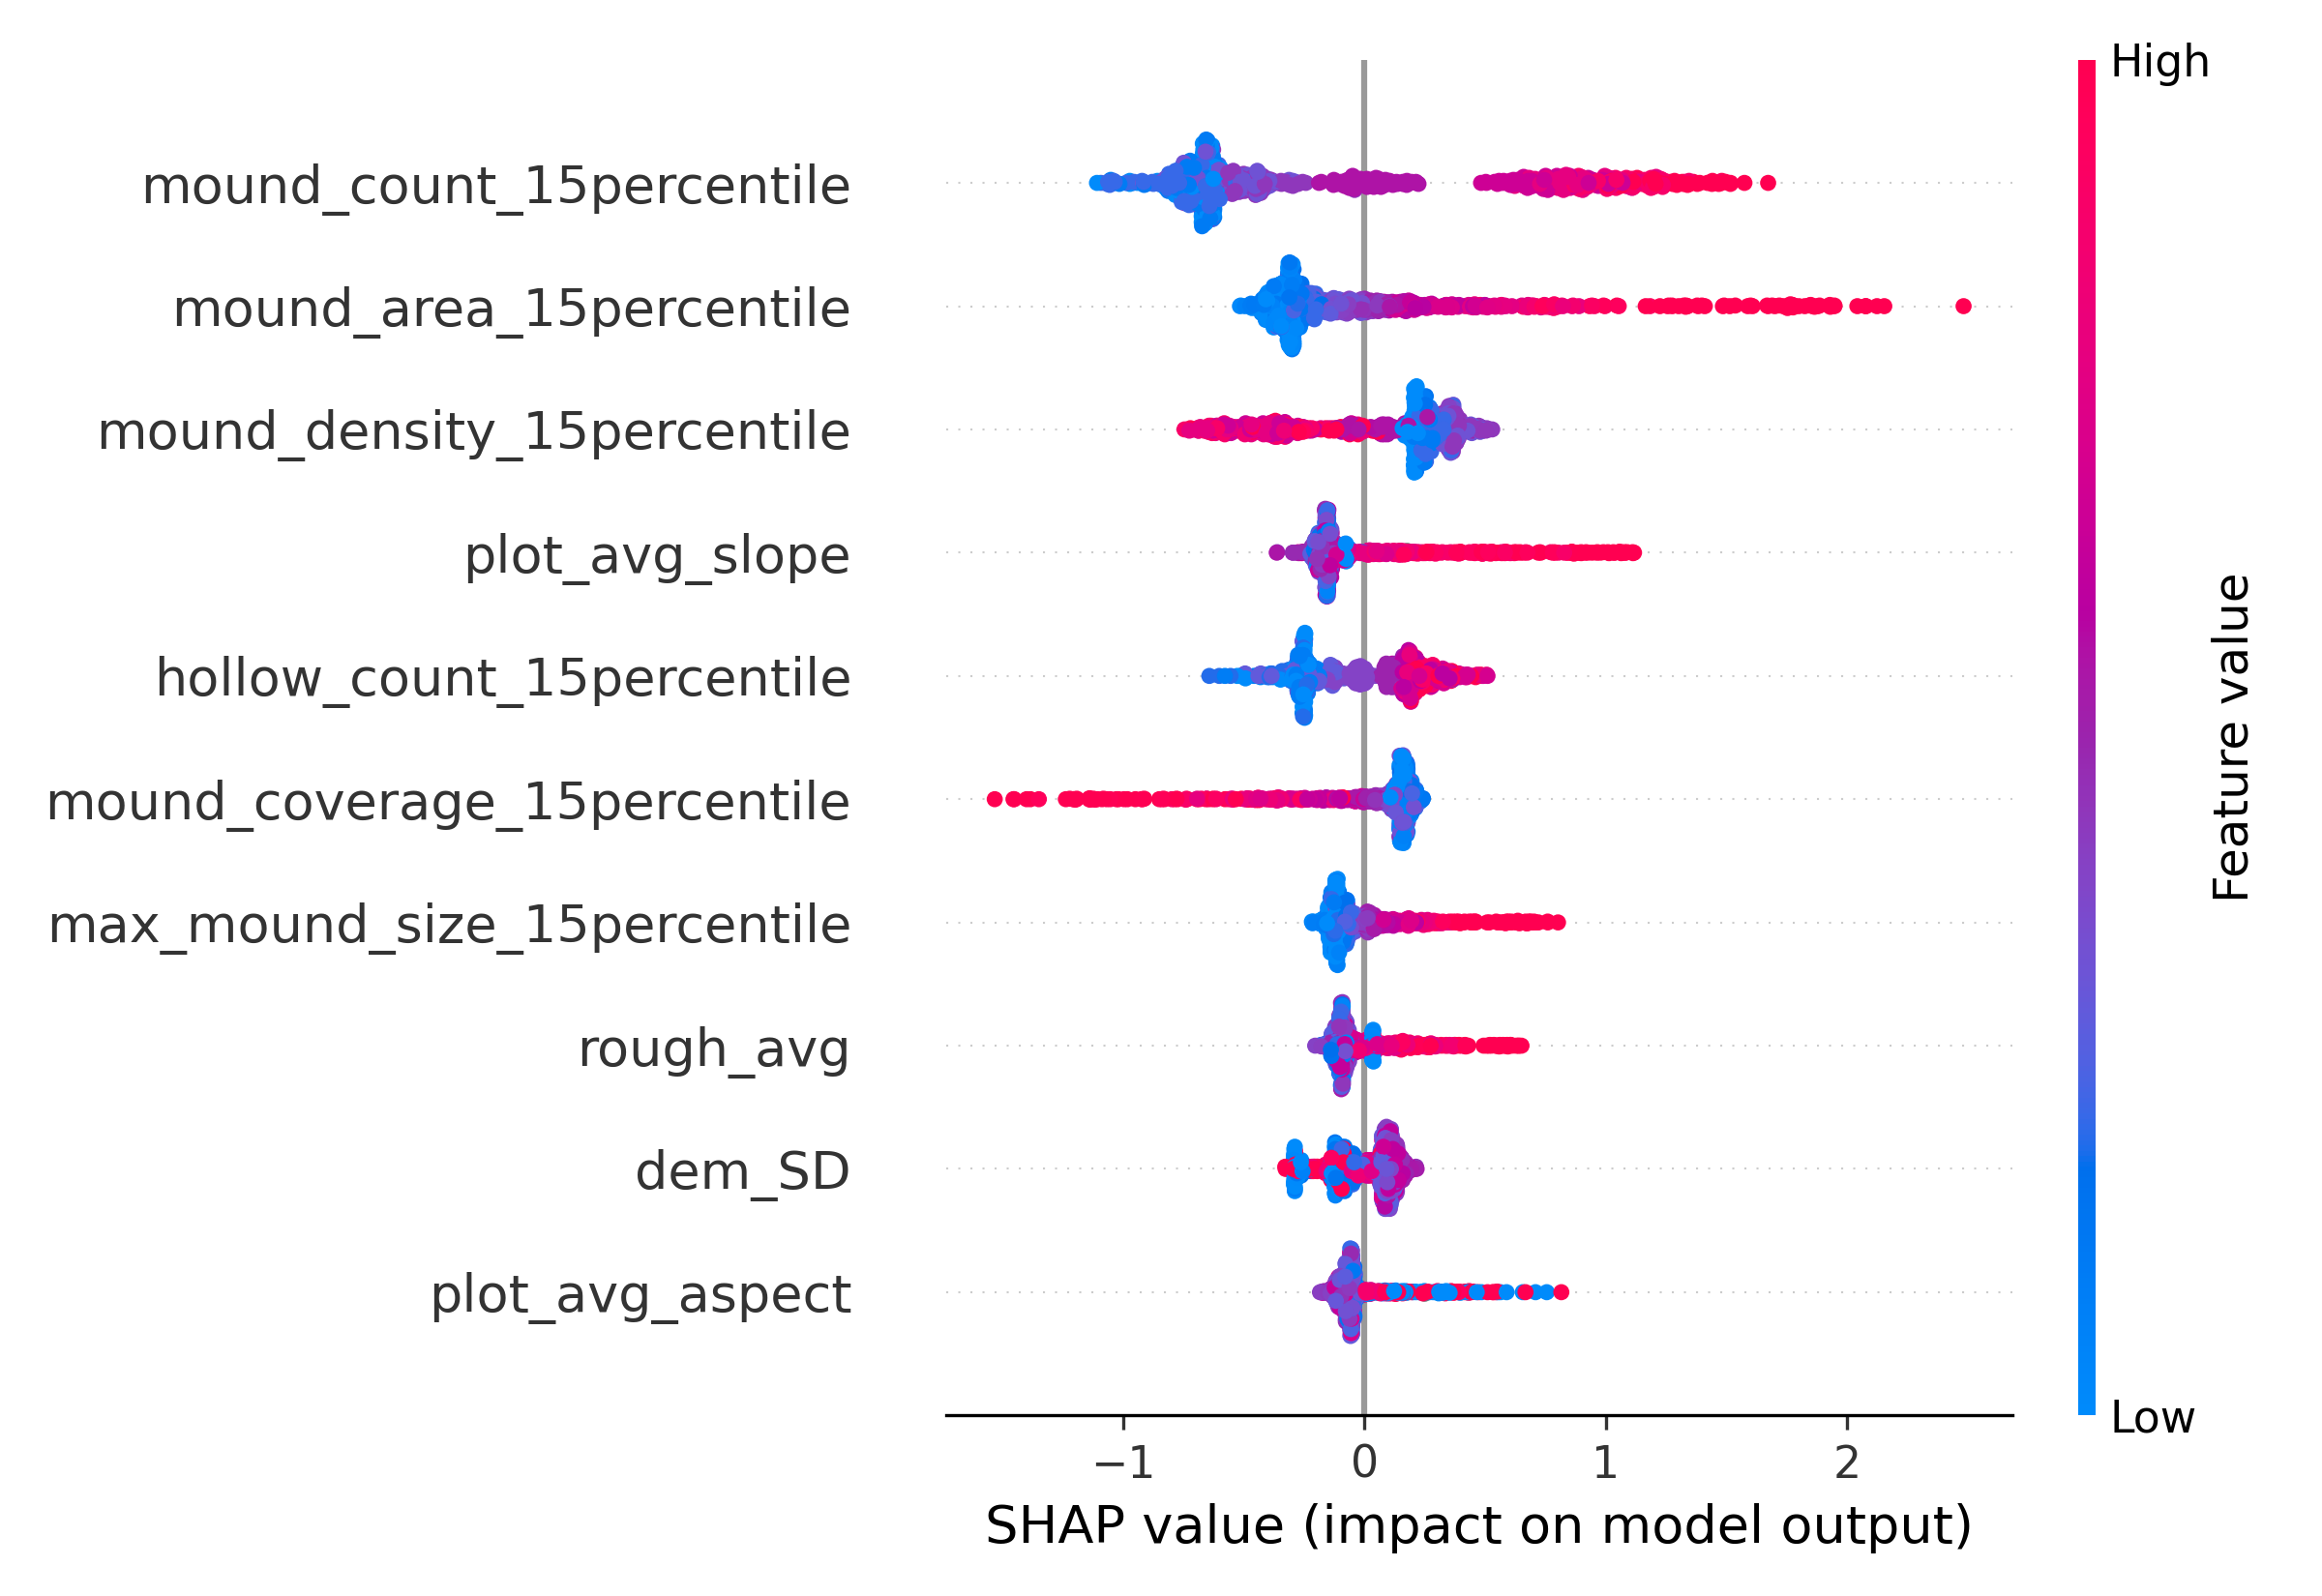 High
mound_count_15percentile
mound_area_15percentile
mound_density_15percentile
plot_avg_slope
hollow_count_15percentile
mound_coverage_15percentile
max_mound_size_15percentile
rough_avg
dem_SD
plot_avg_aspect
Feature value
Low
−1 0 1 2
SHAP value (impact on model output)